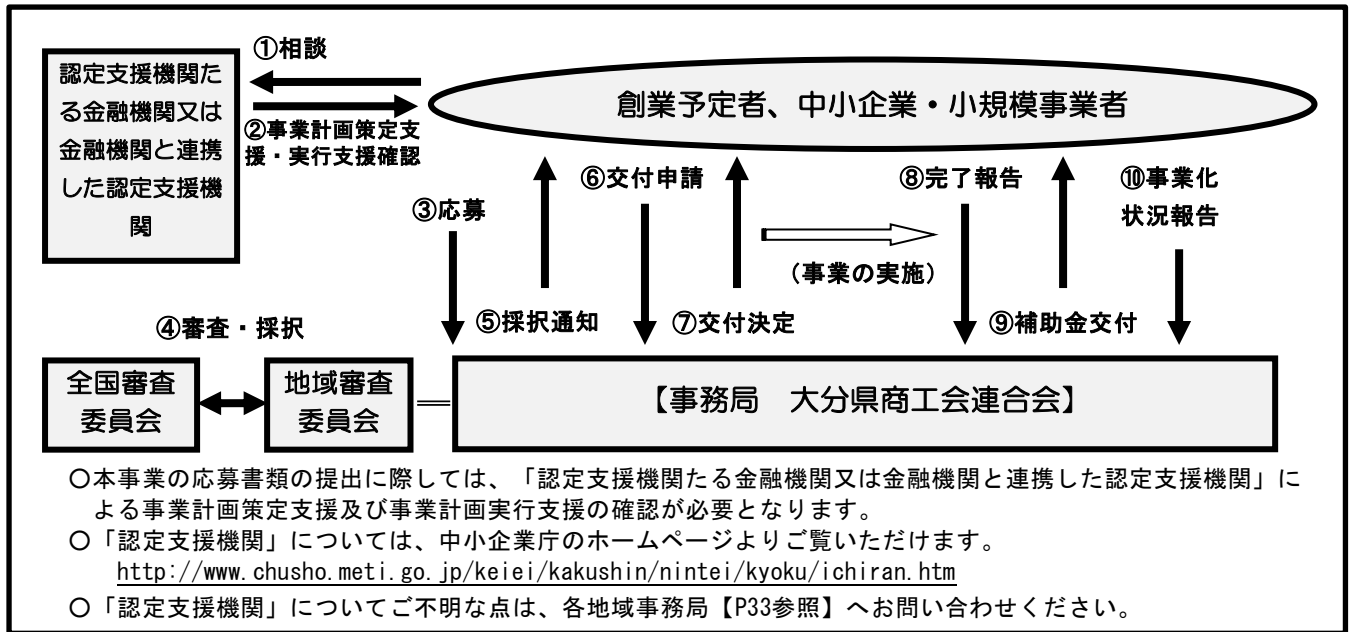 ①相談
認定支援機関た
る金融機関又は
金融機関と連携
した認定支援機
関
②事業計画策定支
援・実行支援確認
創業予定者、中小企業・小規模事業者
③応募
⑤採択通知
⑥交付申請
⑦交付決定
(事業の実施)
⑧完了報告
⑨補助金交付
⑩事業化
状況報告
④審査・採択
全国審査
委員会
地域審査
委員会
【事務局 大分県商工会連合会】
○本事業の応募書類の提出に際しては、「認定支援機関たる金融機関又は金融機関と連携した認定支援機関」に
よる事業計画策定支援及び事業計画実行支援の確認が必要となります。
○「認定支援機関」については、中小企業庁のホームページよりご覧いただけます。
http://www.chusho.meti.go.jp/keiei/kakushin/nintei/kyoku/ichiran.htm
○「認定支援機関」についてご不明な点は、各地域事務局【P33参照】へお問い合わせください。